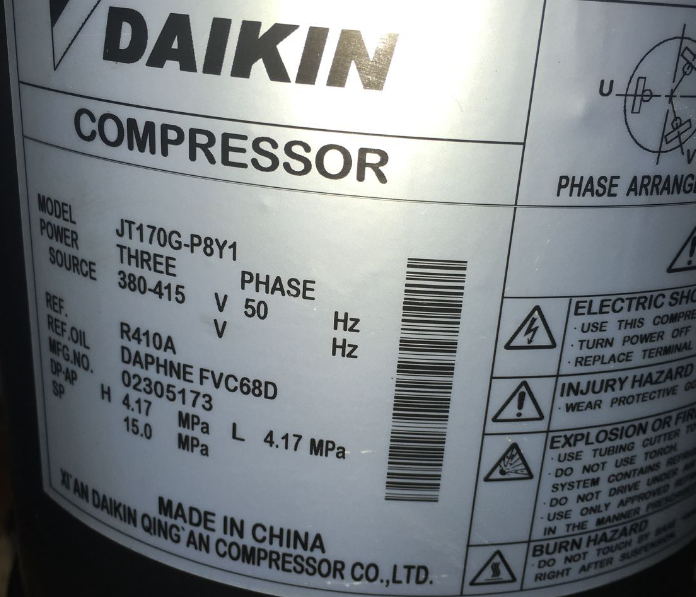 DAIKIN
COMPRESSOR
MODEL JT170G-P8Y1
POWER THREE PHASE
SOURCE 380-415 V 50 Hz
V Hz
REF. R410A
REF.OIL DAPHNE FVC68D
MFG.NO. 02305173
DP·AP H 4.17 MPa L 4.17 MPa
SP 15.0 MPa
MADE IN CHINA
XI'AN DAIKIN QING'AN COMPRESSOR CO.,LTD.
U
V
PHASE
ELECTRIC
· USE THIS
· TURN POWER OFF
· REPLACE TERMINAL
INJURY HAZARD
· WEAR PROTECTIVE
EXPLOSION OR
· USE TUBING CUTTER
· DO NOT USE TORCH
SYSTEM CONTAINS
· DO NOT DRIVE UNDER
· USE ONLY APPROVED
IN THE MANNER
BURN HAZARD
· DO NOT TOUCH BY
RIGHT AFTER